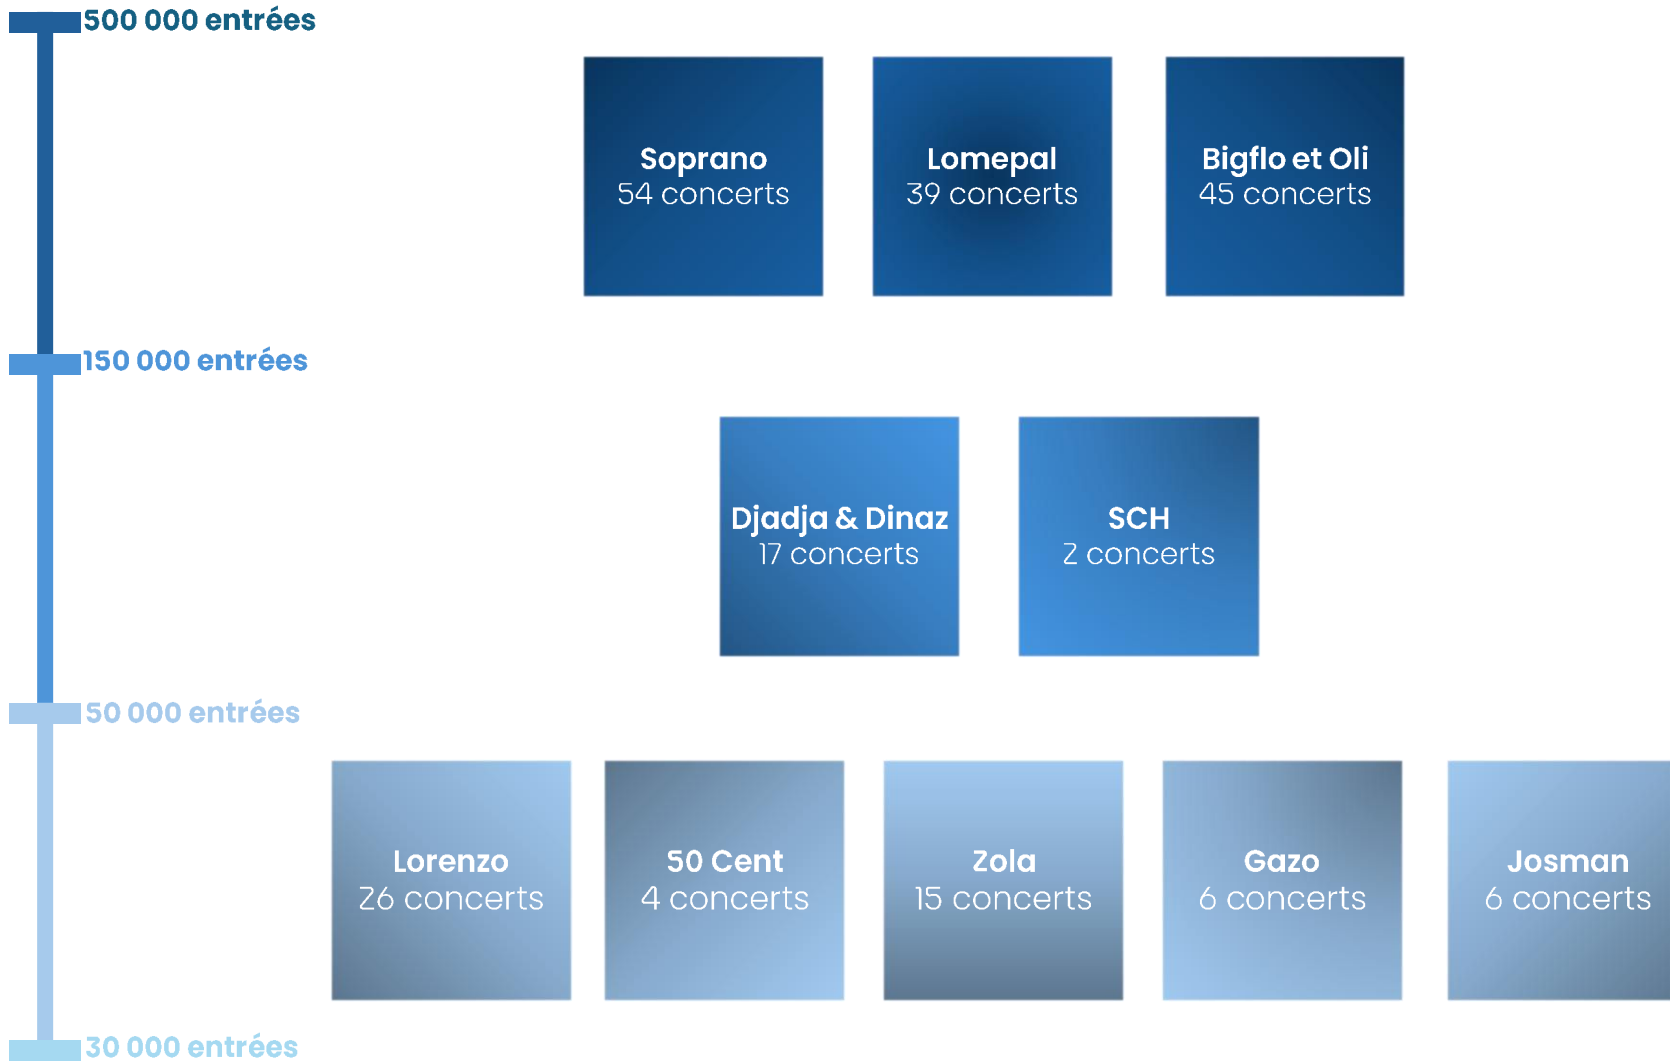 500 000 entrées
Soprano
54 concerts
Lomepal
39 concerts
Bigflo et Oli
45 concerts
150 000 entrées
Djadja & Dinaz
17 concerts
SCH
2 concerts
50 000 entrées
Lorenzo
26 concerts
50 Cent
4 concerts
Zola
15 concerts
Gazo
6 concerts
Josman
6 concerts
30 000 entrées